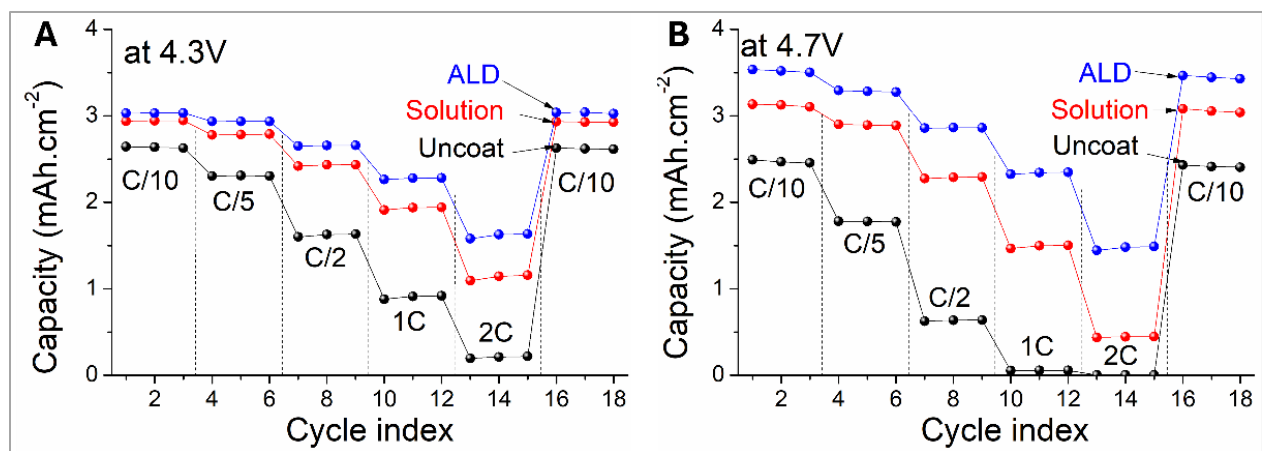 A
at 4.3V
Capacity (mAh.cm⁻²)
4
3
2
1
0
ALD
Solution
Uncoat
C/10
C/5
C/2
1C
2C
C/10
2 4 6 8 10 12 14 16 18
Cycle index
B
at 4.7V
Capacity (mAh.cm⁻²)
4
3
2
1
0
ALD
Solution
Uncoat
C/10
C/5
C/2
1C
2C
C/10
2 4 6 8 10 12 14 16 18
Cycle index